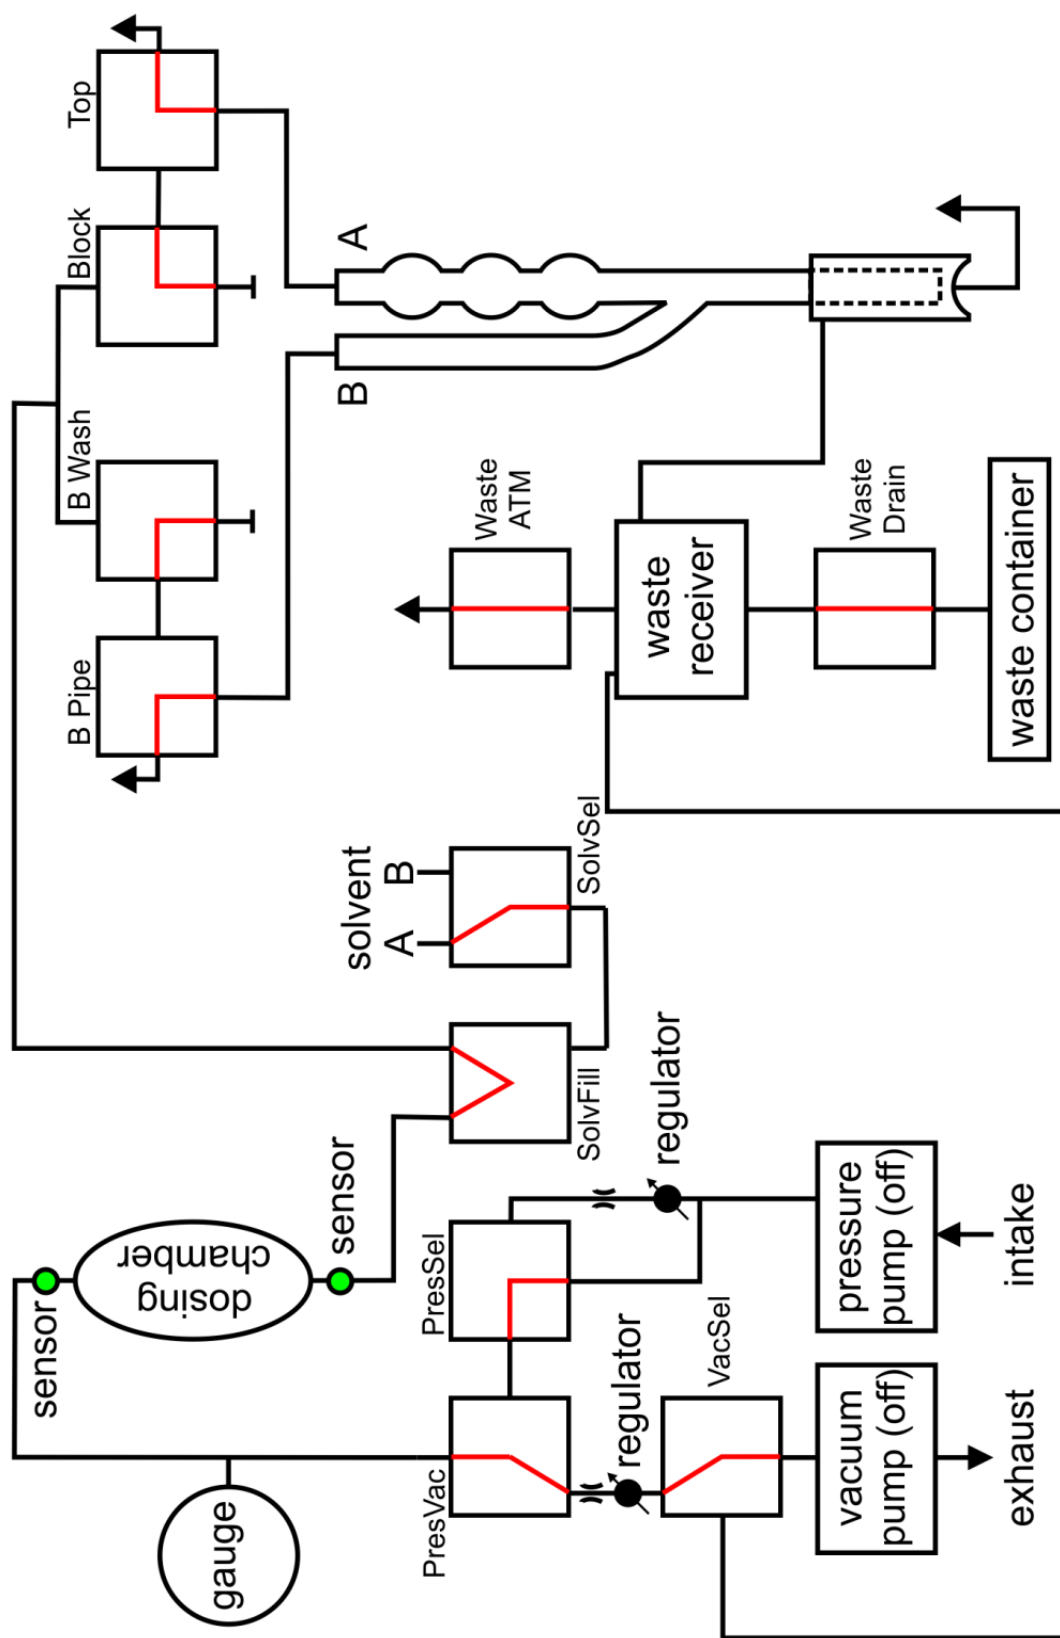 Top
Block
B Wash
B Pipe
A
B
Waste
ATM
waste
receiver
Waste
Drain
waste container
solvent
A
B
SolvSel
SolvFill
sensor
dosing
chamber
sensor
gauge
PresSel
regulator
PresVac
regulator
VacSel
pressure
pump (off)
intake
vacuum
pump (off)
exhaust